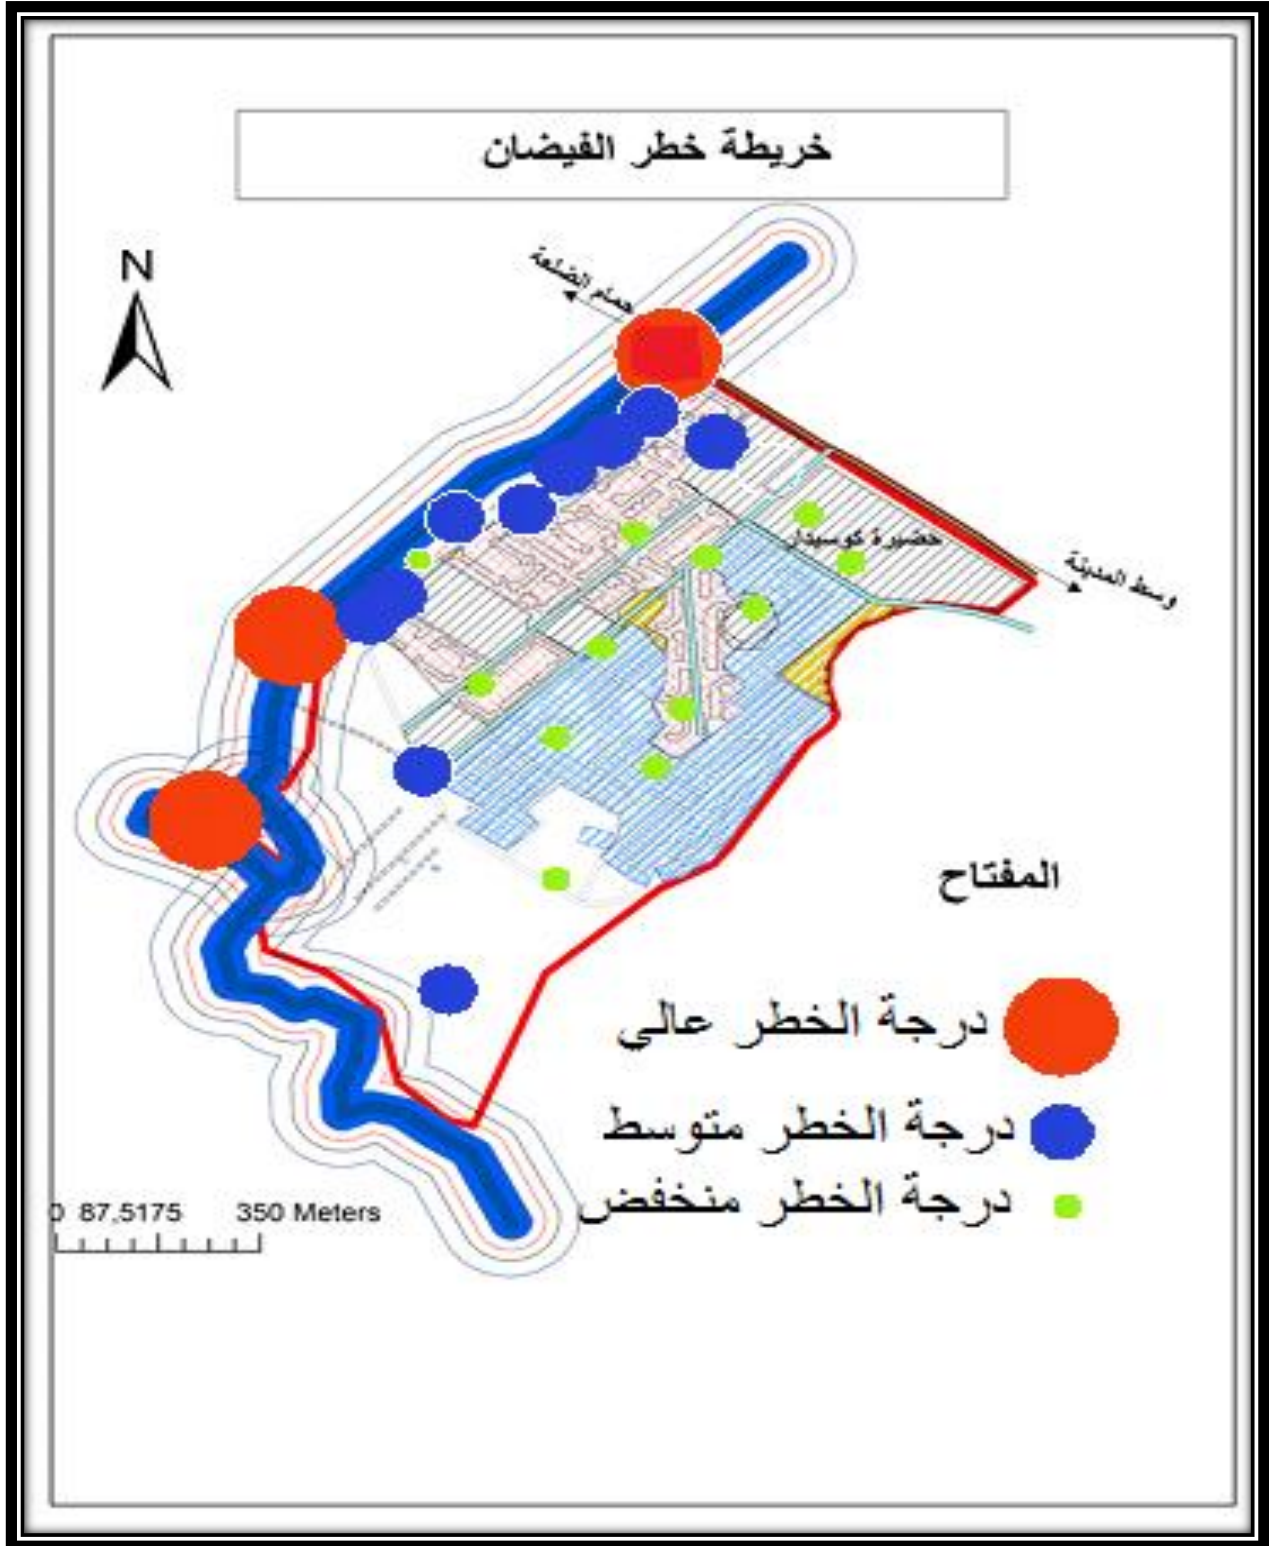 خريطة خطر الفيضان
N
حمام الضلعة
حضيرة كوسيدار
وسط المدينة
المفتاح
درجة الخطر عالي
درجة الخطر متوسط
درجة الخطر منخفض
0 87,5175 350 Meters